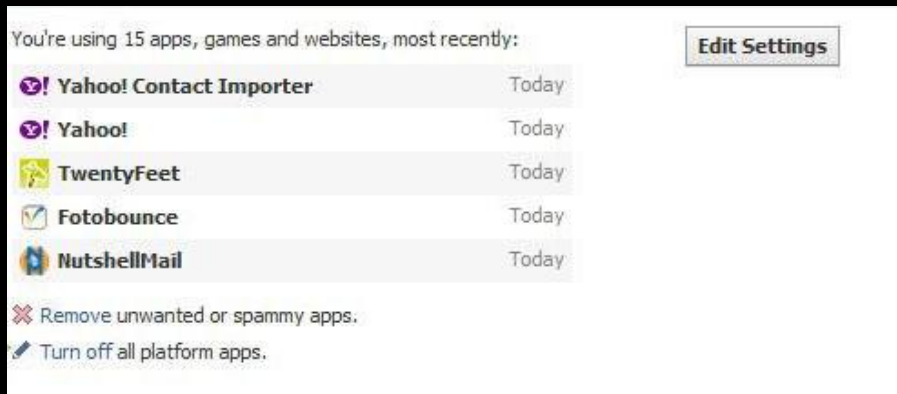 You're using 15 apps, games and websites, most recently:
Edit Settings
Yahoo! Contact Importer Today
Yahoo! Today
TwentyFeet Today
Fotobounce Today
NutshellMail Today
Remove unwanted or spammy apps.
Turn off all platform apps.